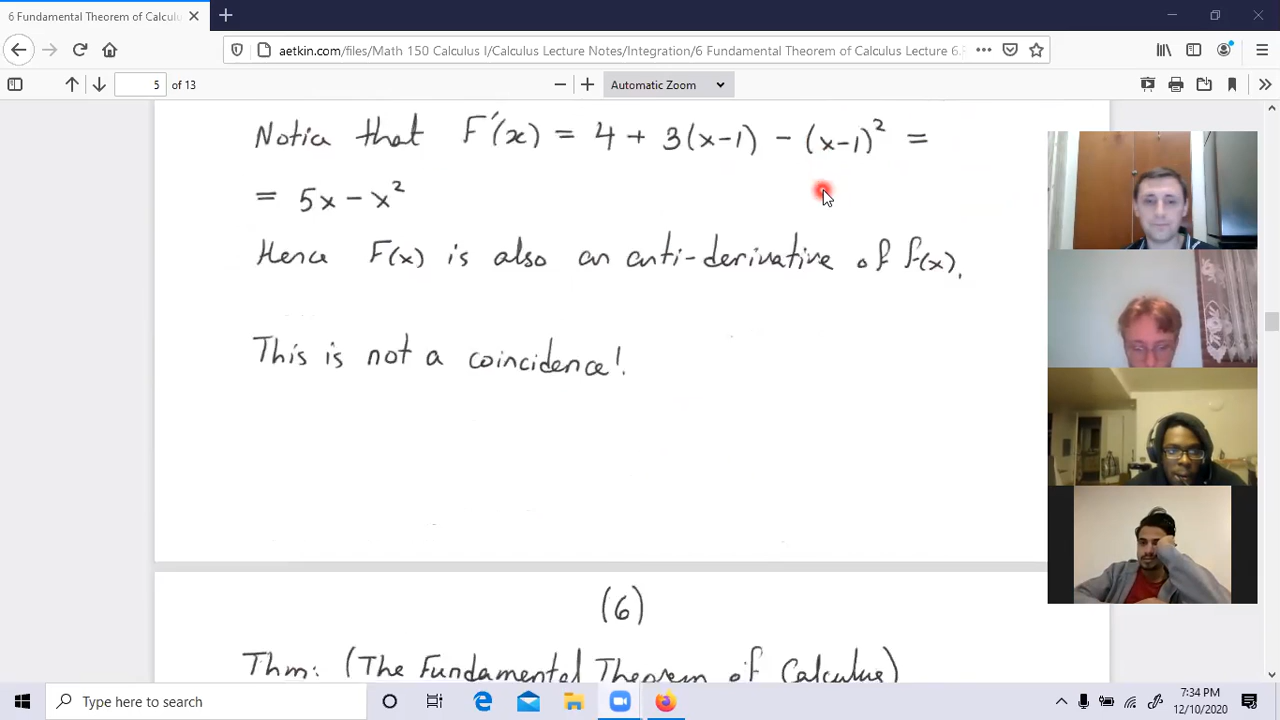 6 Fundamental Theorem of Calculu
aetkin.com/files/Math 150 Calculus I/Calculus Lecture Notes/Integration/6 Fundamental Theorem of Calculus Lecture 6.
5 of 13
Automatic Zoom
Notice that F'(x) = 4 + 3(x-1) - (x-1)² =
= 5x - x²
Hence F(x) is also an anti-derivative of f(x).
This is not a coincidence!
(6)
Thm: (The Fundamental Theorem of Calculus)
Type here to search
7:34 PM
12/10/2020